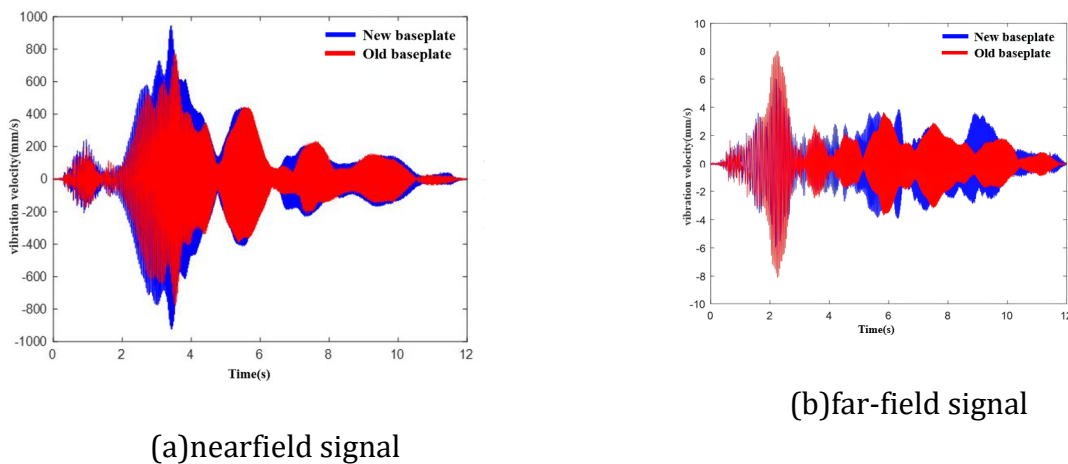 1000
800
600
400
200
0
-200
-400
-600
-800
-1000
vibration velocity(mm/s)
0 2 4 6 8 10 12
Time(s)
New baseplate
Old baseplate
(a)nearfield signal
10
8
6
4
2
0
-2
-4
-6
-8
-10
vibration velocity(mm/s)
0 2 4 6 8 10 12
Time(s)
New baseplate
Old baseplate
(b)far-field signal